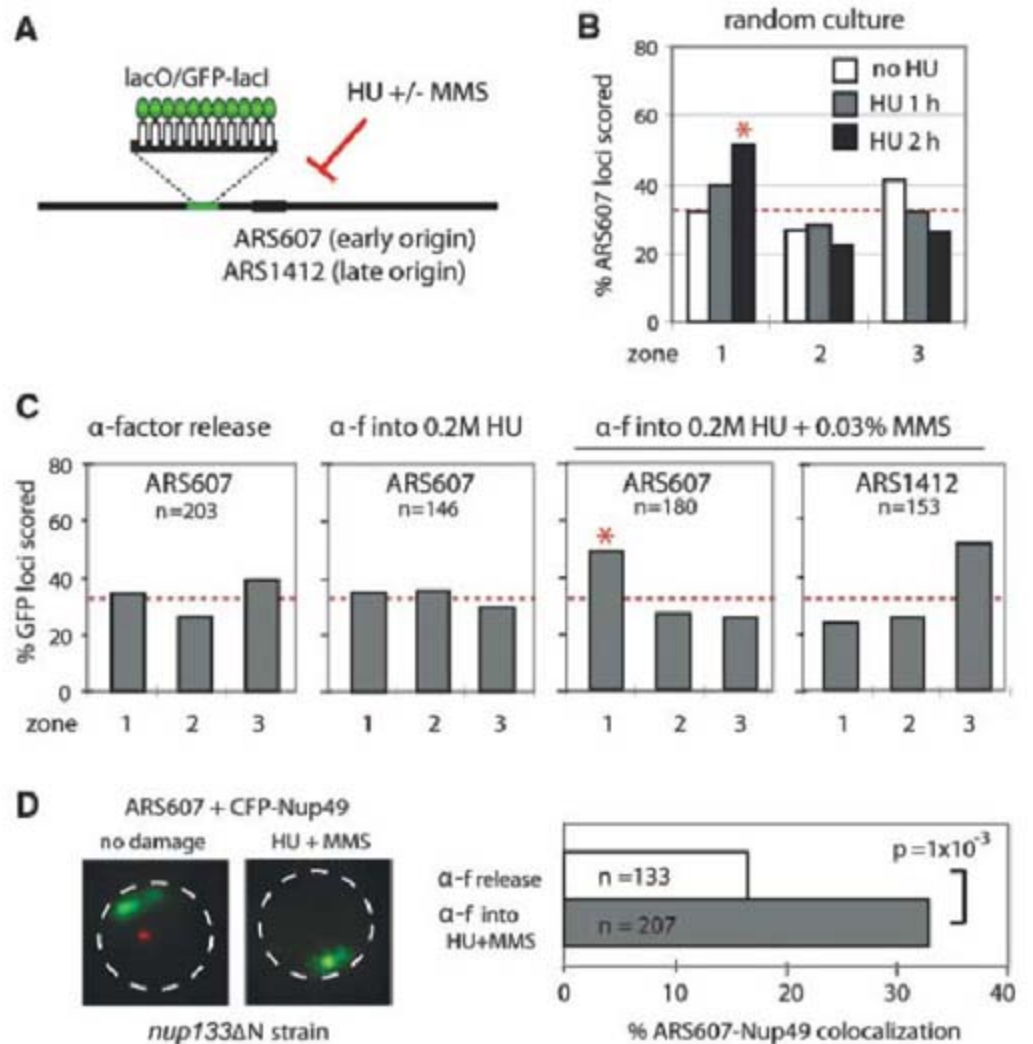 A
lacO/GFP-lacI
HU +/- MMS
ARS607 (early origin)
ARS1412 (late origin)
B
random culture
% ARS607 loci scored
80
60
40
20
0
no HU
HU 1 h
HU 2 h
*
zone 1 2 3
C
α-factor release
α-f into 0.2M HU
α-f into 0.2M HU + 0.03% MMS
% GFP loci scored
80
60
40
20
0
ARS607
n=203
ARS607
n=146
ARS607
n=180
*
ARS1412
n=153
zone 1 2 3 1 2 3 1 2 3 1 2 3
D
ARS607 + CFP-Nup49
no damage
HU + MMS
nup133ΔN strain
α-f release
α-f into
HU+MMS
n =133
n = 207
p =1x10⁻³
0 10 20 30 40
% ARS607-Nup49 colocalization